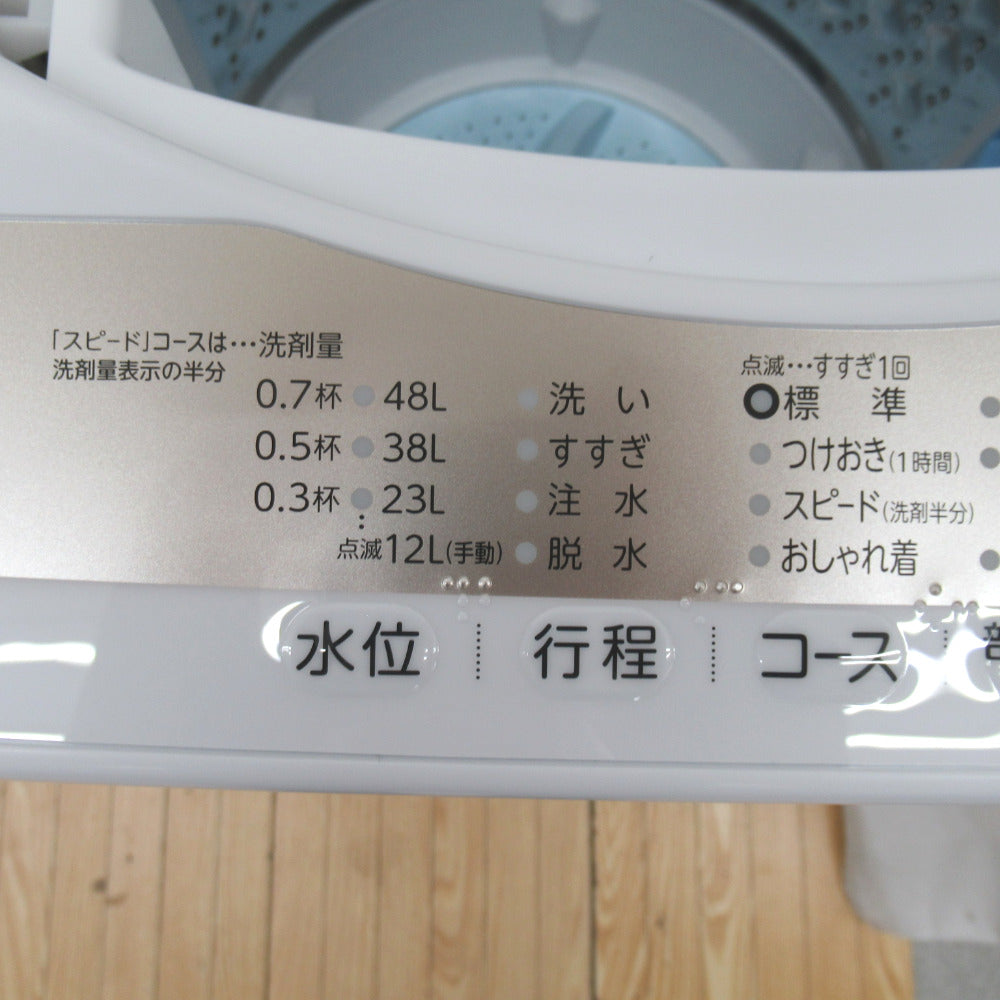 「スピード」コースは…洗剤量
洗剤量表示の半分
0.7杯 48L
0.5杯 38L
0.3杯 23L
点滅12L(手動)
洗い
すすぎ
注水
脱水
点滅…すすぎ1回
標準
つけおき(1時間)
スピード(洗剤半分)
おしゃれ着
水位
行程
コース